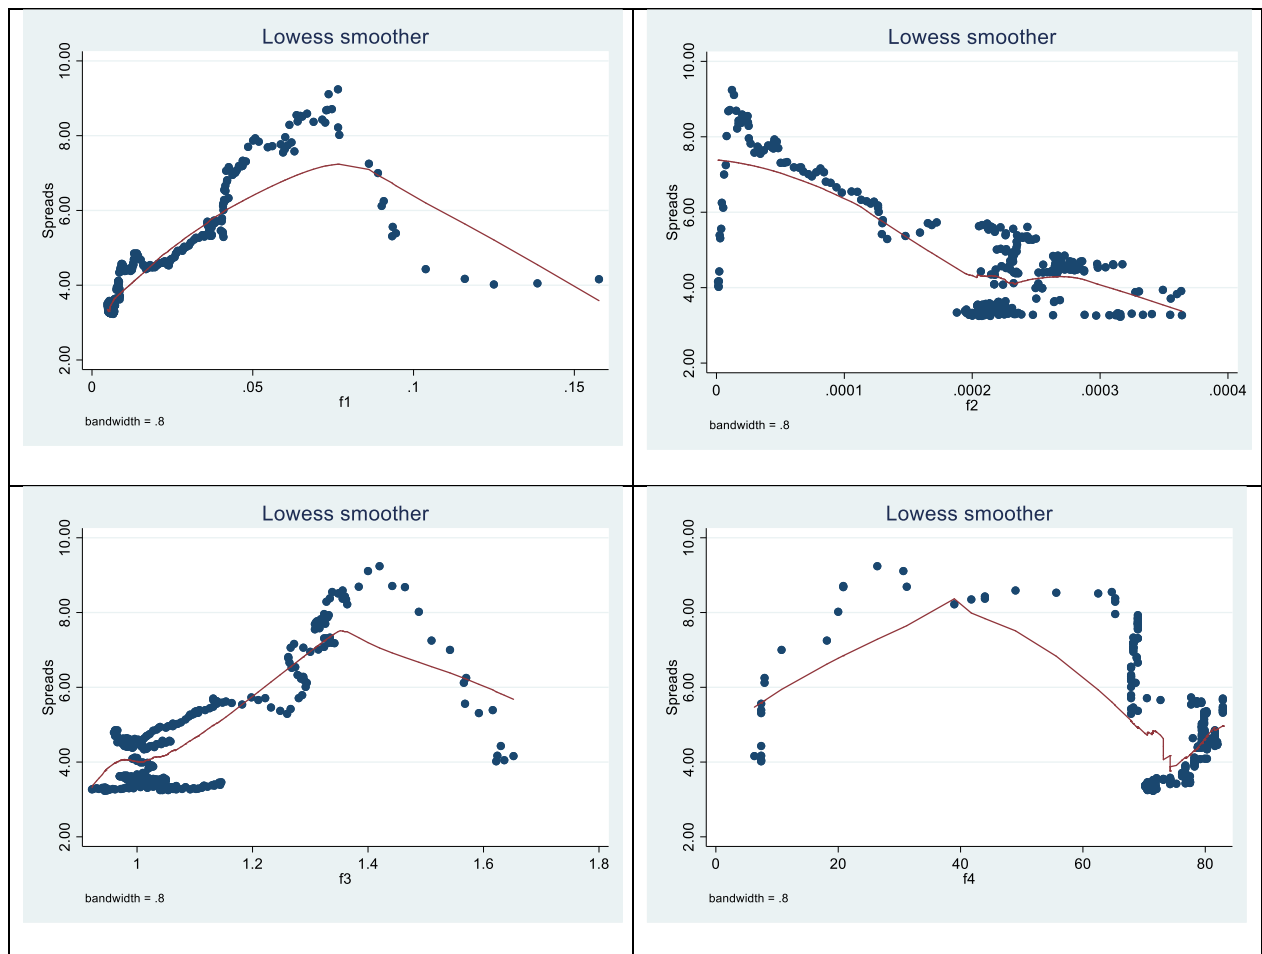 Lowess smoother
10.00
8.00
6.00
4.00
2.00
Spreads
0 .05 .1 .15
f1
bandwidth = .8
Lowess smoother
10.00
8.00
6.00
4.00
2.00
Spreads
0 .0001 .0002 .0003 .0004
f2
bandwidth = .8
Lowess smoother
10.00
8.00
6.00
4.00
2.00
Spreads
1 1.2 1.4 1.6 1.8
f3
bandwidth = .8
Lowess smoother
10.00
8.00
6.00
4.00
2.00
Spreads
0 20 40 60 80
f4
bandwidth = .8